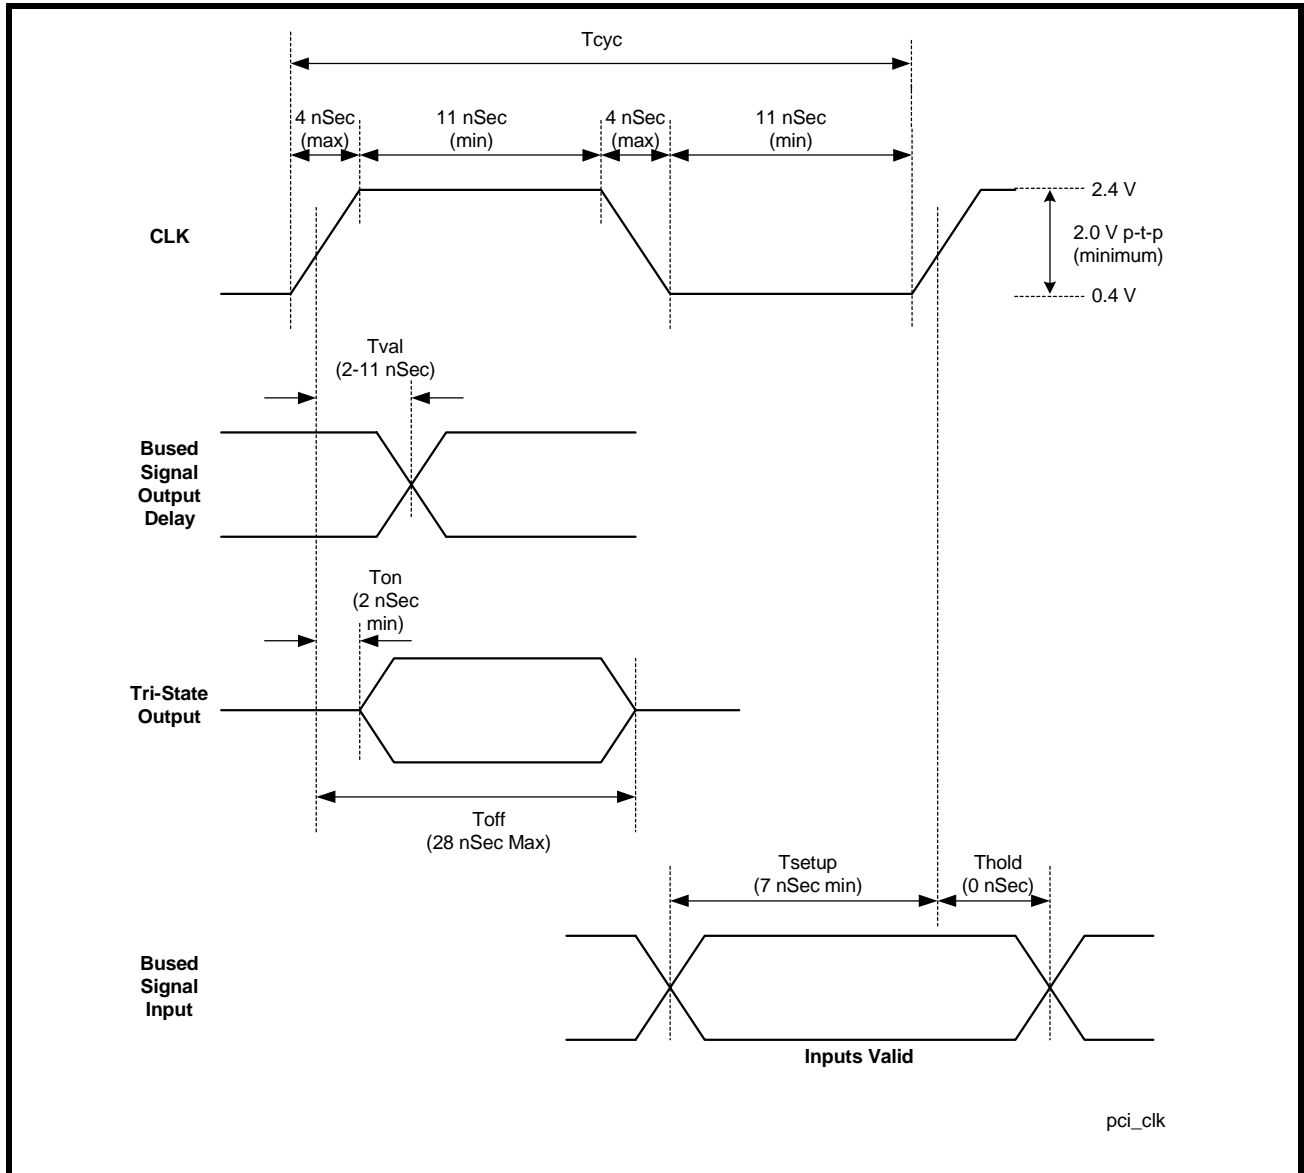 Tcyc
4 nSec
(max)
11 nSec
(min)
4 nSec
(max)
11 nSec
(min)
CLK
2.4 V
2.0 V p-t-p
(minimum)
0.4 V
Tval
(2-11 nSec)
Bused
Signal
Output
Delay
Ton
(2 nSec
min)
Tri-State
Output
Toff
(28 nSec Max)
Tsetup
(7 nSec min)
Thold
(0 nSec)
Bused
Signal
Input
Inputs Valid
pci_clk